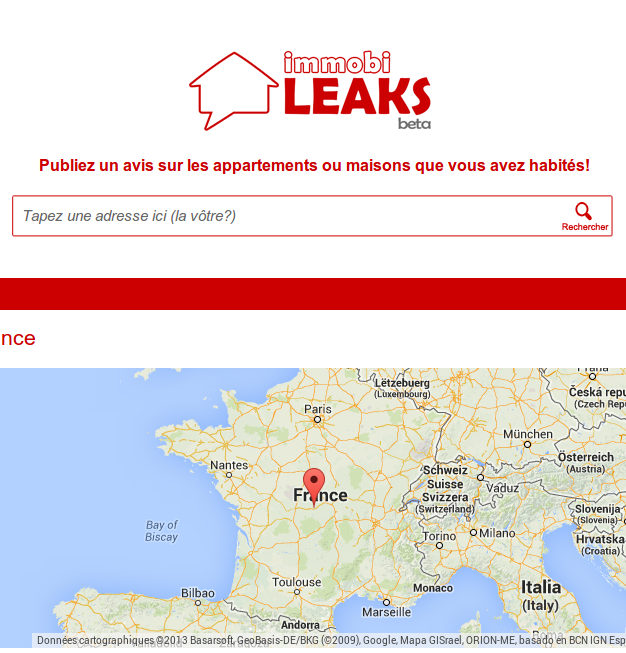 immobi
LEAKS
beta
Publiez un avis sur les appartements ou maisons que vous avez habités!
Tapez une adresse ici (la vôtre?)
Rechercher
nce
Lëtzebuerg
(Luxembourg)
Praha
Česká repu
(Czech Repu
Paris
München
Österreich
(Austria)
Nantes
Schweiz
Suisse
Svizzera
(Switzerland)
Vaduz
France
Slovenija
(Slovenia)
Bay of
Biscay
Torino
Milano
Hrvatska
(Croatia)
Toulouse
Monaco
Italia
(Italy)
Bilbao
Marseille
Andorra
Roma
Zaragoza
Données cartographiques ©2013 Basarsoft, GeoBasis-DE/BKG (©2009), Google, Mapa GISrael, ORION-ME, basado en BCN IGN Esp